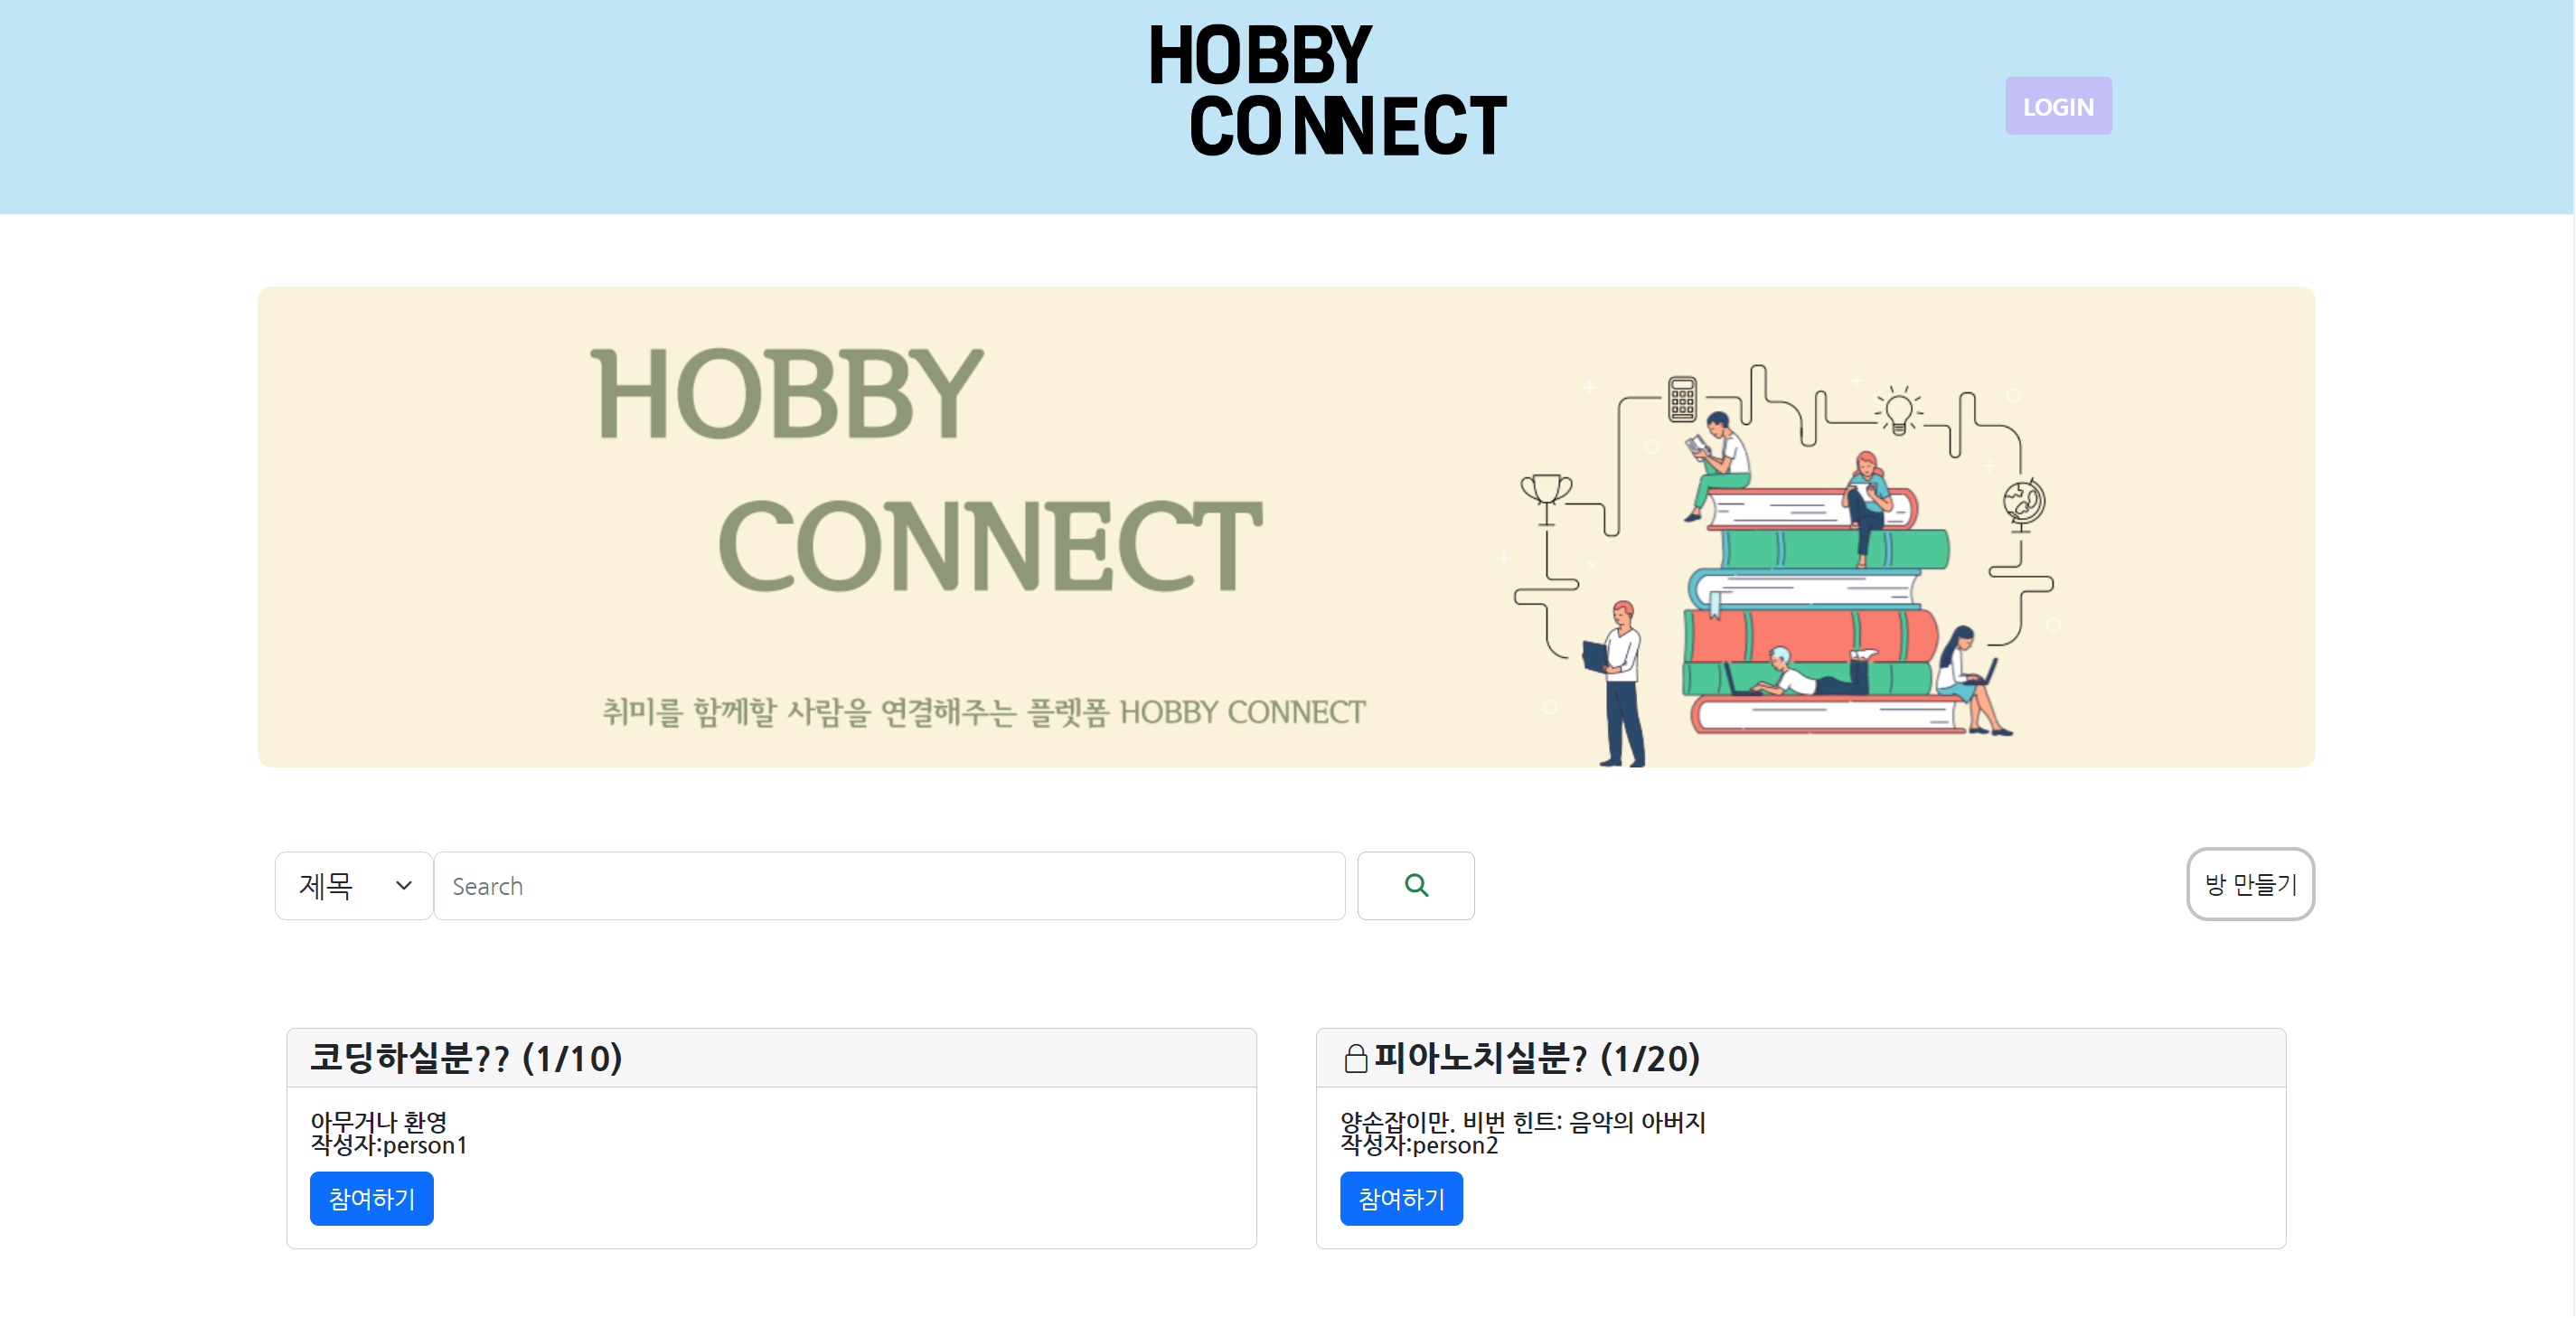 HOBBY
CONNECT
LOGIN
HOBBY
CONNECT
취미를 함께할 사람을 연결해주는 플렛폼 HOBBY CONNECT
제목 Search 방 만들기
코딩하실분?? (1/10)
아무거나 환영
작성자:person1
참여하기
피아노치실분? (1/20)
양손잡이만. 비번 힌트: 음악의 아버지
작성자:person2
참여하기